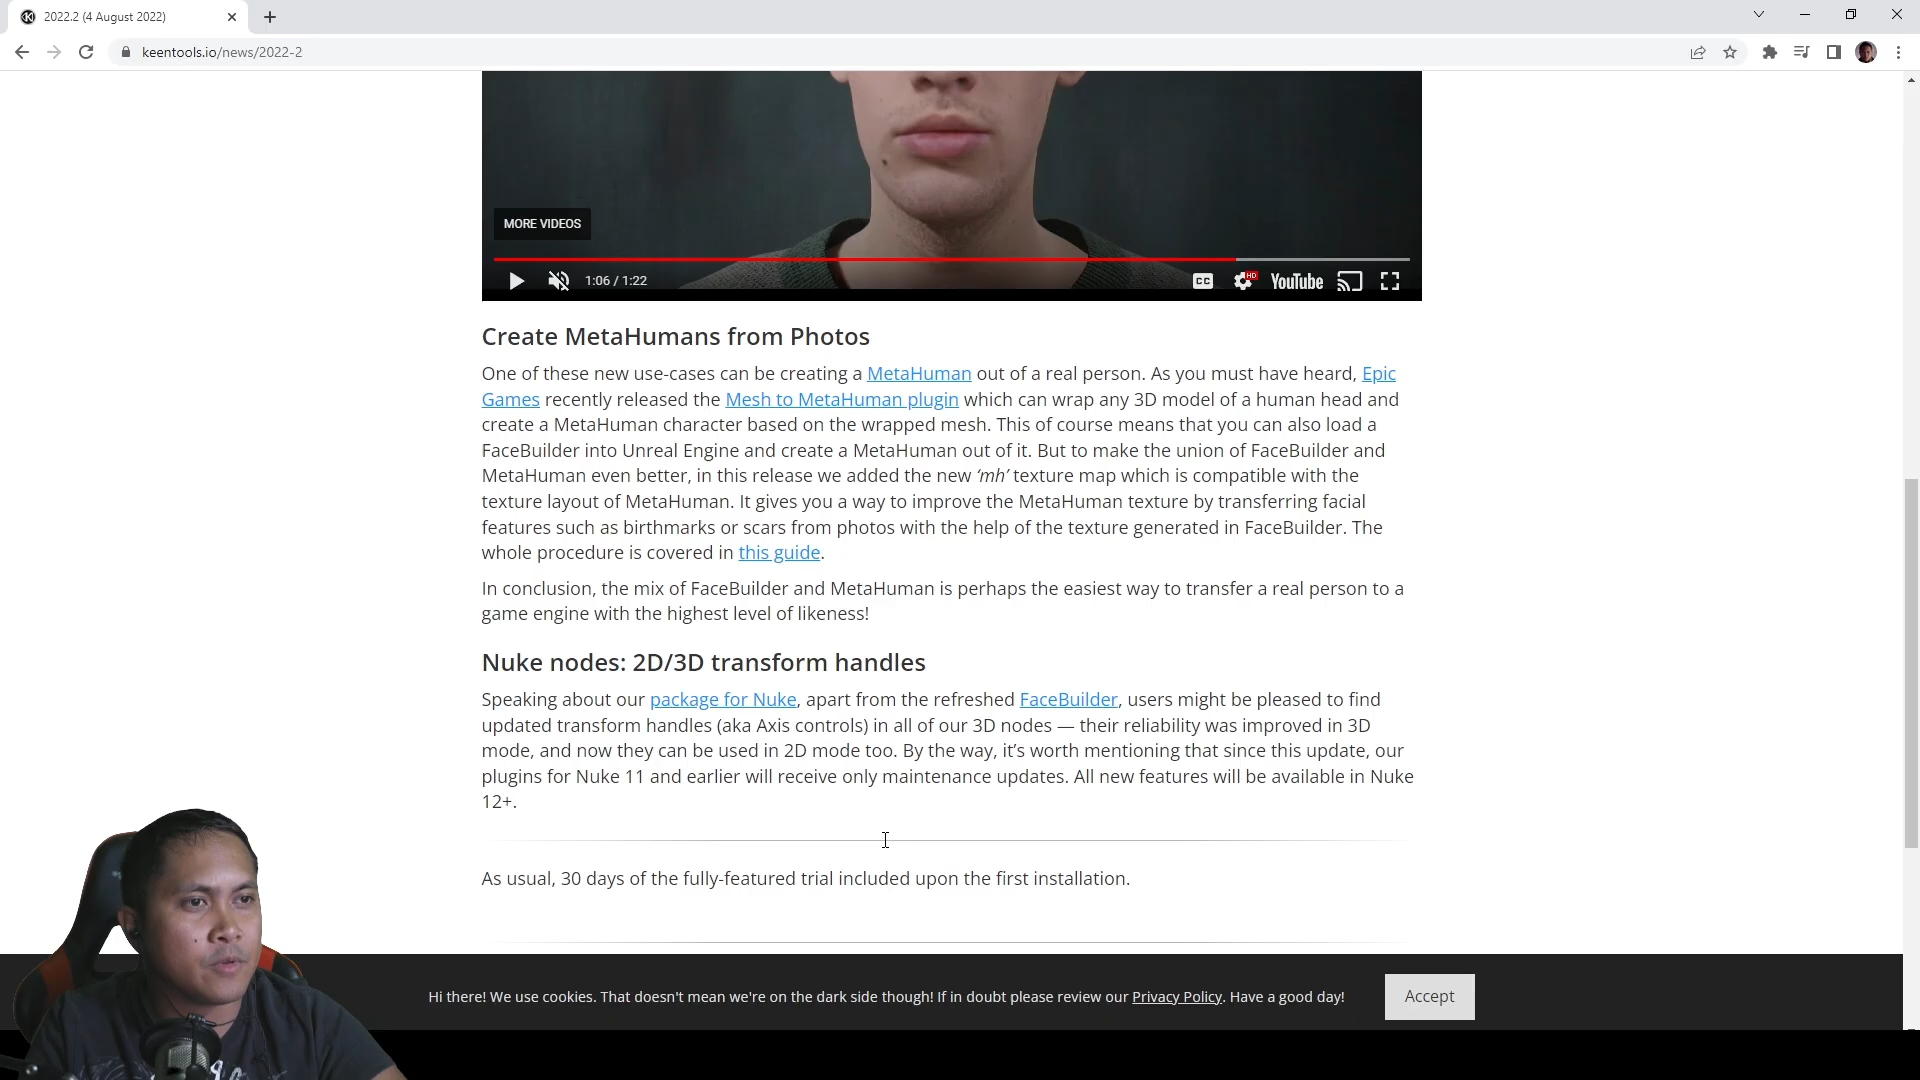 2022.2 (4 August 2022)
keentools.io/news/2022-2
MORE VIDEOS
1:06 / 1:22
CC
HD
YouTube
Create MetaHumans from Photos
One of these new use-cases can be creating a MetaHuman out of a real person. As you must have heard, Epic
Games recently released the Mesh to MetaHuman plugin which can wrap any 3D model of a human head and
create a MetaHuman character based on the wrapped mesh. This of course means that you can also load a
FaceBuilder into Unreal Engine and create a MetaHuman out of it. But to make the union of FaceBuilder and
MetaHuman even better, in this release we added the new ‘mh’ texture map which is compatible with the
texture layout of MetaHuman. It gives you a way to improve the MetaHuman texture by transferring facial
features such as birthmarks or scars from photos with the help of the texture generated in FaceBuilder. The
whole procedure is covered in this guide.
In conclusion, the mix of FaceBuilder and MetaHuman is perhaps the easiest way to transfer a real person to a
game engine with the highest level of likeness!
Nuke nodes: 2D/3D transform handles
Speaking about our package for Nuke, apart from the refreshed FaceBuilder, users might be pleased to find
updated transform handles (aka Axis controls) in all of our 3D nodes — their reliability was improved in 3D
mode, and now they can be used in 2D mode too. By the way, it’s worth mentioning that since this update, our
plugins for Nuke 11 and earlier will receive only maintenance updates. All new features will be available in Nuke
12+.
As usual, 30 days of the fully-featured trial included upon the first installation.
Hi there! We use cookies. That doesn't mean we're on the dark side though! If in doubt please review our Privacy Policy. Have a good day!
Accept